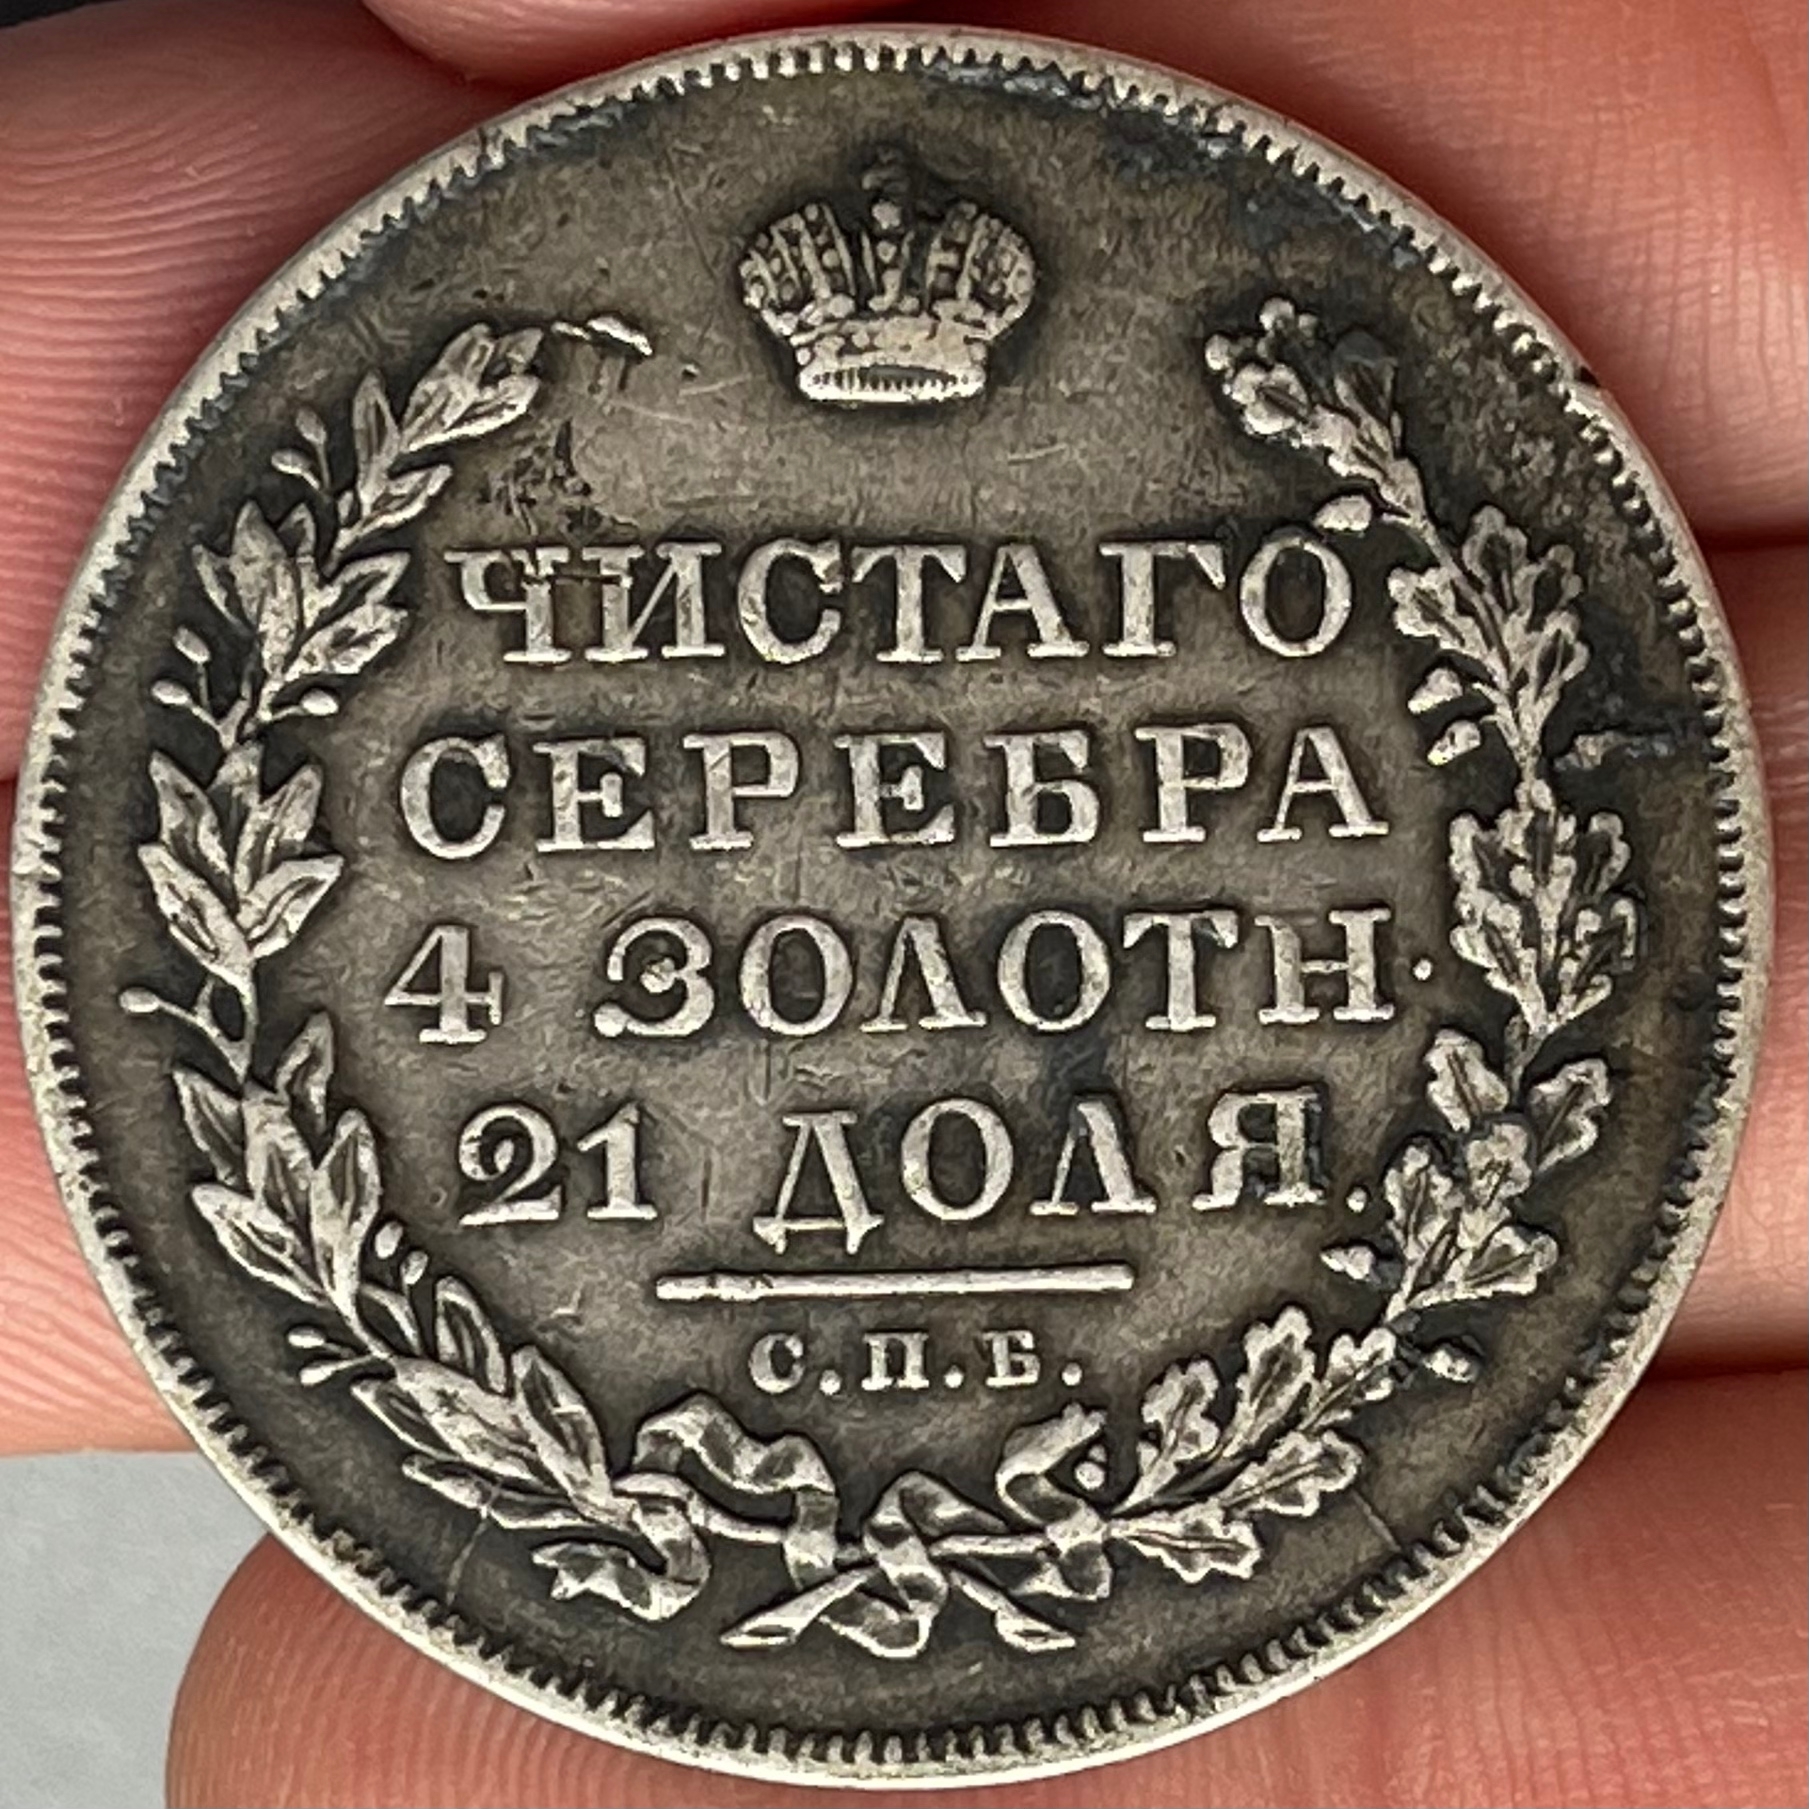 ЧИСТАГО
СЕРЕБРА
4 ЗОЛОТН.
21 ДОЛЯ.
С.П.Б.